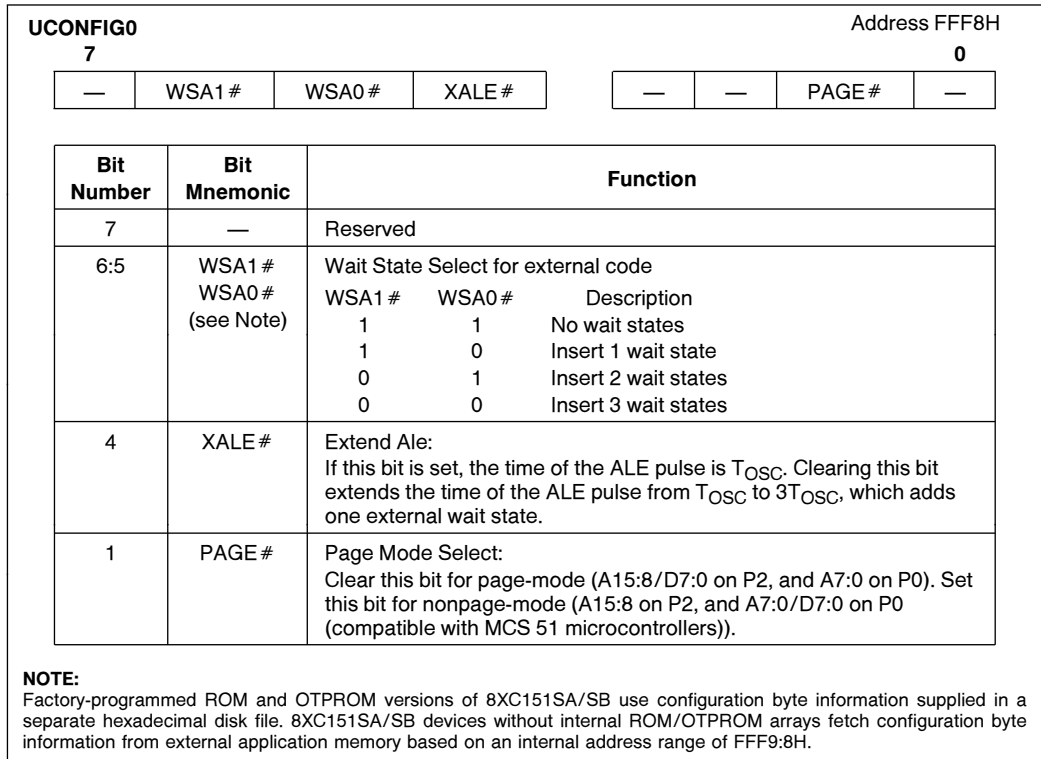 UCONFIG0 Address FFF8H
7 0
— WSA1# WSA0# XALE# — — PAGE# —
Bit Number Bit Mnemonic Function
7 — Reserved
6:5 WSA1# WSA0# (see Note) Wait State Select for external code
WSA1# WSA0# Description
1 1 No wait states
1 0 Insert 1 wait state
0 1 Insert 2 wait states
0 0 Insert 3 wait states
4 XALE# Extend Ale:
If this bit is set, the time of the ALE pulse is TOSC. Clearing this bit
extends the time of the ALE pulse from TOSC to 3TOSC, which adds
one external wait state.
1 PAGE# Page Mode Select:
Clear this bit for page-mode (A15:8/D7:0 on P2, and A7:0 on P0). Set
this bit for nonpage-mode (A15:8 on P2, and A7:0/D7:0 on P0
(compatible with MCS 51 microcontrollers)).
NOTE:
Factory-programmed ROM and OTPROM versions of 8XC151SA/SB use configuration byte information supplied in a
separate hexadecimal disk file. 8XC151SA/SB devices without internal ROM/OTPROM arrays fetch configuration byte
information from external application memory based on an internal address range of FFF9:8H.